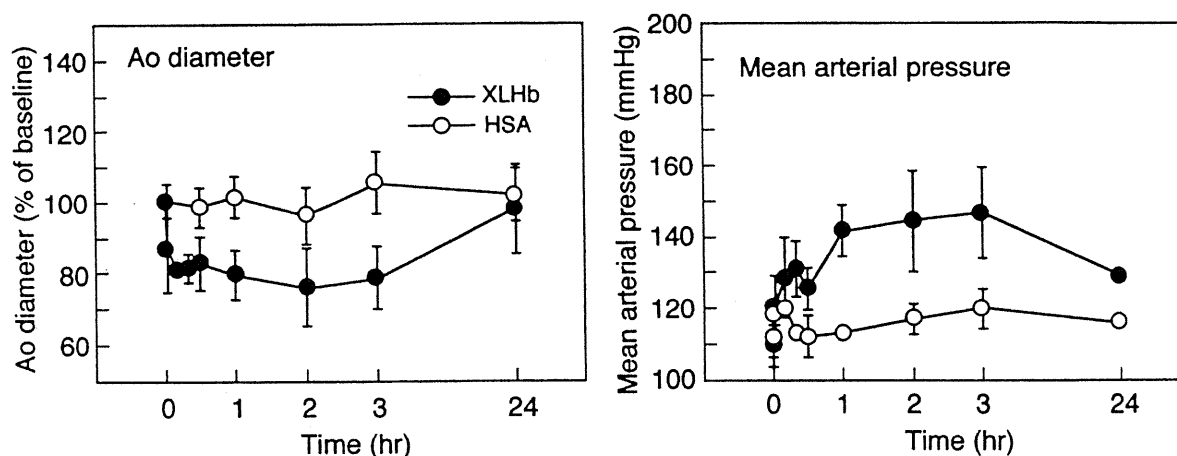 Ao diameter (% of baseline)
140
120
100
80
60
Ao diameter
XLHb
HSA
0 1 2 3 24
Time (hr)
Mean arterial pressure (mmHg)
200
180
160
140
120
100
Mean arterial pressure
0 1 2 3 24
Time (hr)